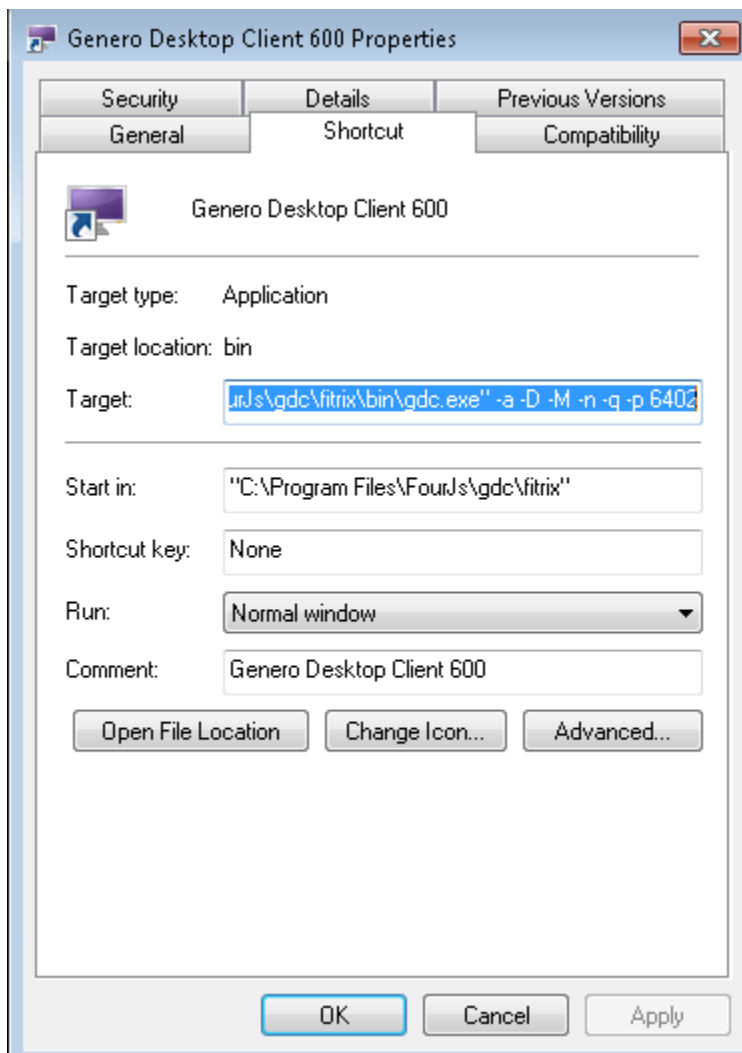 Genero Desktop Client 600 Properties
Security Details Previous Versions
General Shortcut Compatibility
Genero Desktop Client 600
Target type: Application
Target location: bin
Target: urJs\gdc\fitrix\bin\gdc.exe" -a -D -M -n -q -p 6402
Start in: "C:\Program Files\FourJs\gdc\fitrix"
Shortcut key: None
Run: Normal window
Comment: Genero Desktop Client 600
Open File Location Change Icon... Advanced...
OK Cancel Apply